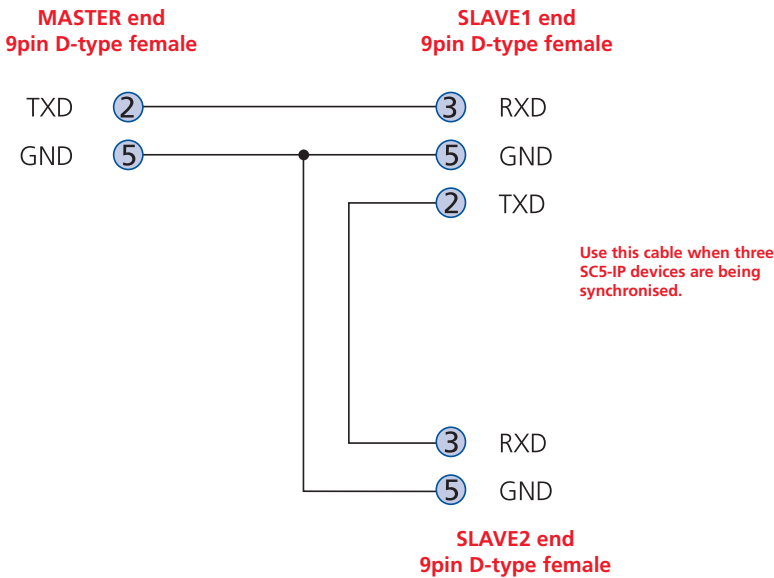 MASTER end
9pin D-type female
SLAVE1 end
9pin D-type female
TXD 2 3 RXD
GND 5 5 GND
2 TXD
Use this cable when three
SC5-IP devices are being
synchronised.
3 RXD
5 GND
SLAVE2 end
9pin D-type female